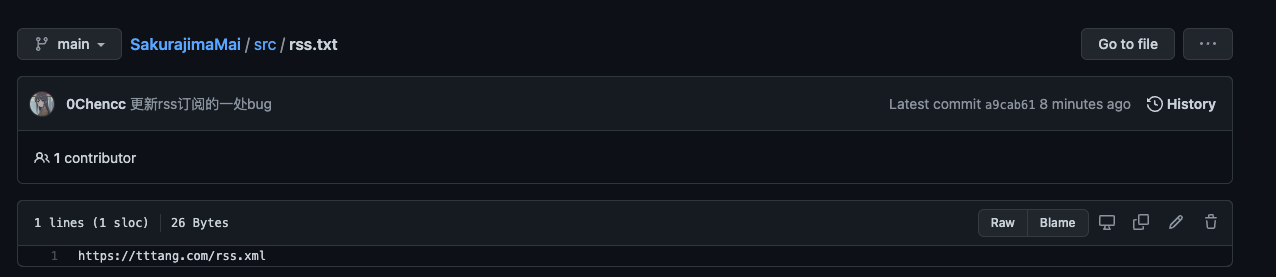 main SakurajimaMai / src / rss.txt Go to file ...
0Chencc 更新rss订阅的一处bug Latest commit a9cab61 8 minutes ago History
1 contributor
1 lines (1 sloc) 26 Bytes Raw Blame
1 https://tttang.com/rss.xml